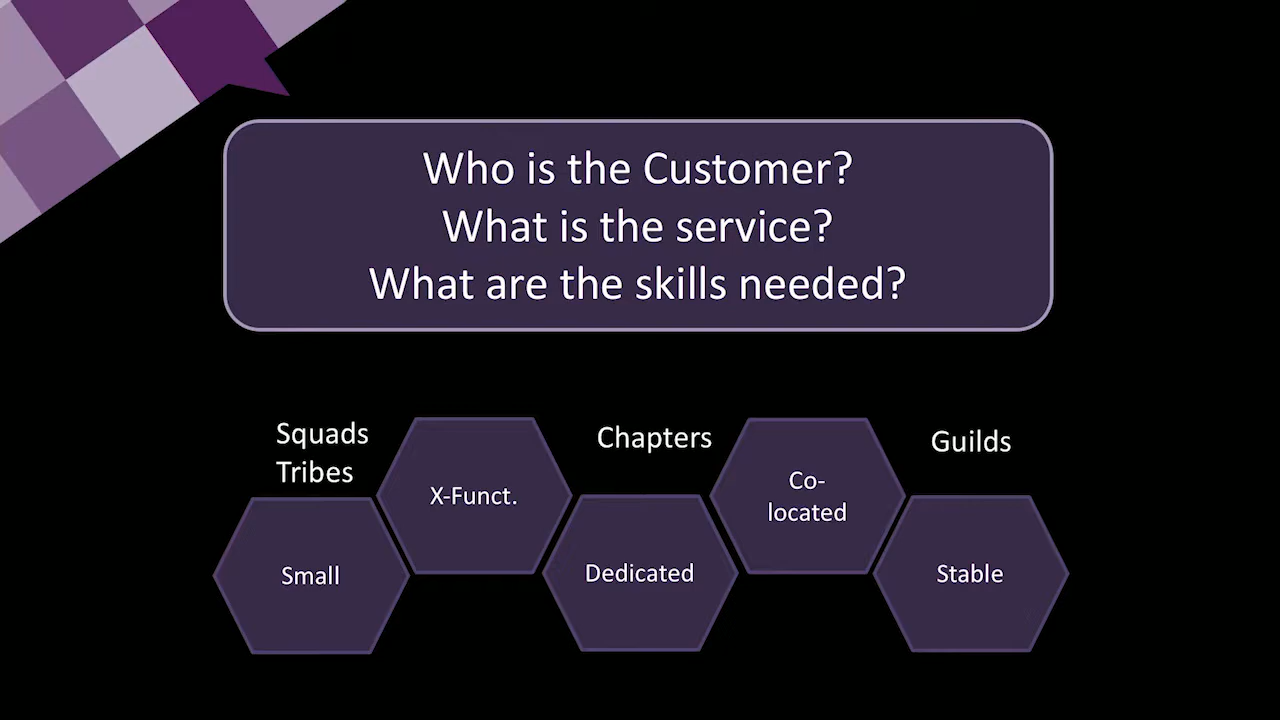 Who is the Customer?
What is the service?
What are the skills needed?
Squads
Tribes
Chapters
Guilds
Small
X-Funct.
Dedicated
Co-
located
Stable